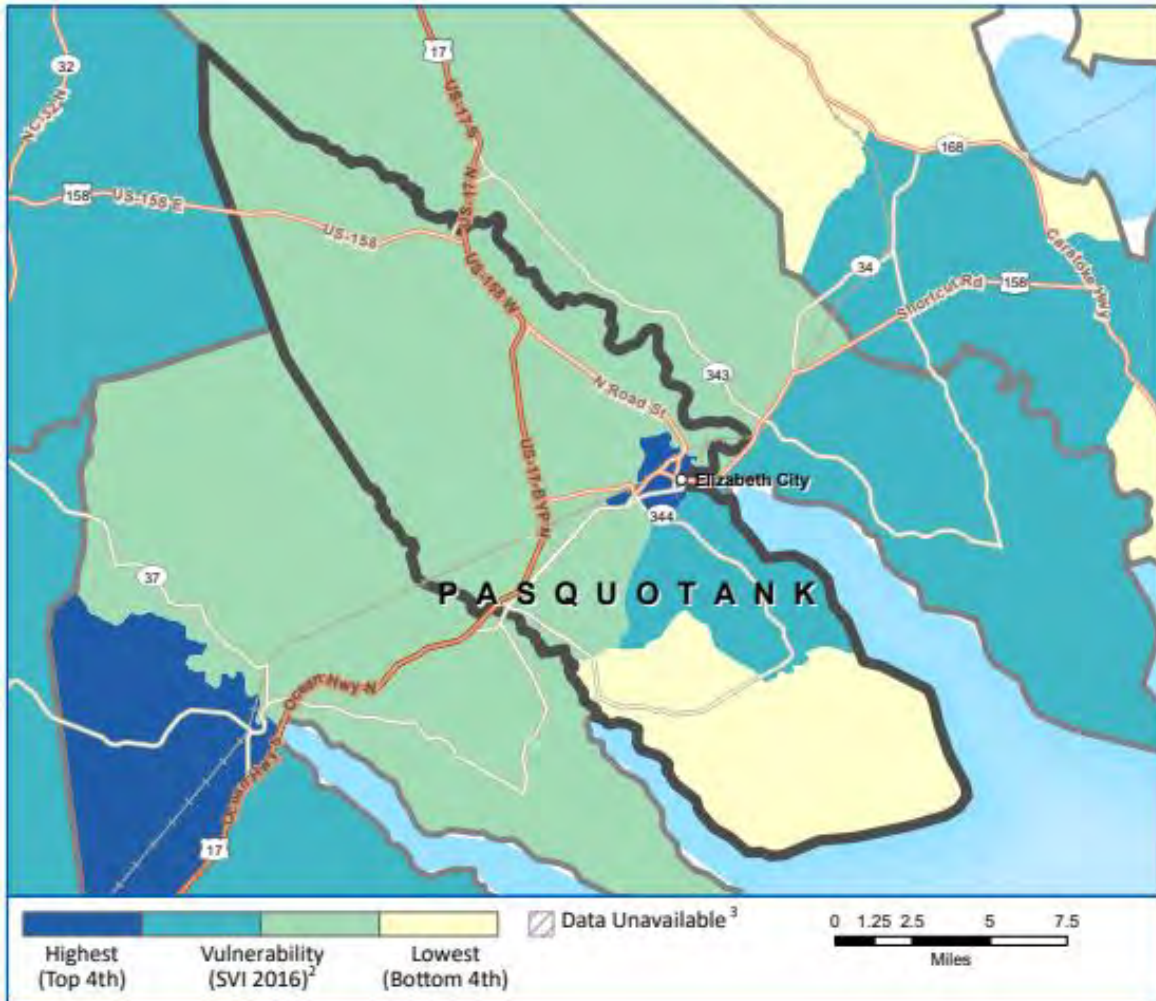 17
32
US-17-S
NC-32-N
168
158
US-158 E
US-17 N
US-158
34
Caratoke Hwy
US-158 W
Shortcut Rd
158
343
N Road St
US-17-BYP-N
Elizabeth City
344
37
PASQUOTANK
Ocean Hwy N
Ocean Hwy S
17
Data Unavailable 3
0 1.25 2.5 5 7.5
Miles
Highest
(Top 4th)
Vulnerability
(SVI 2016)2
Lowest
(Bottom 4th)